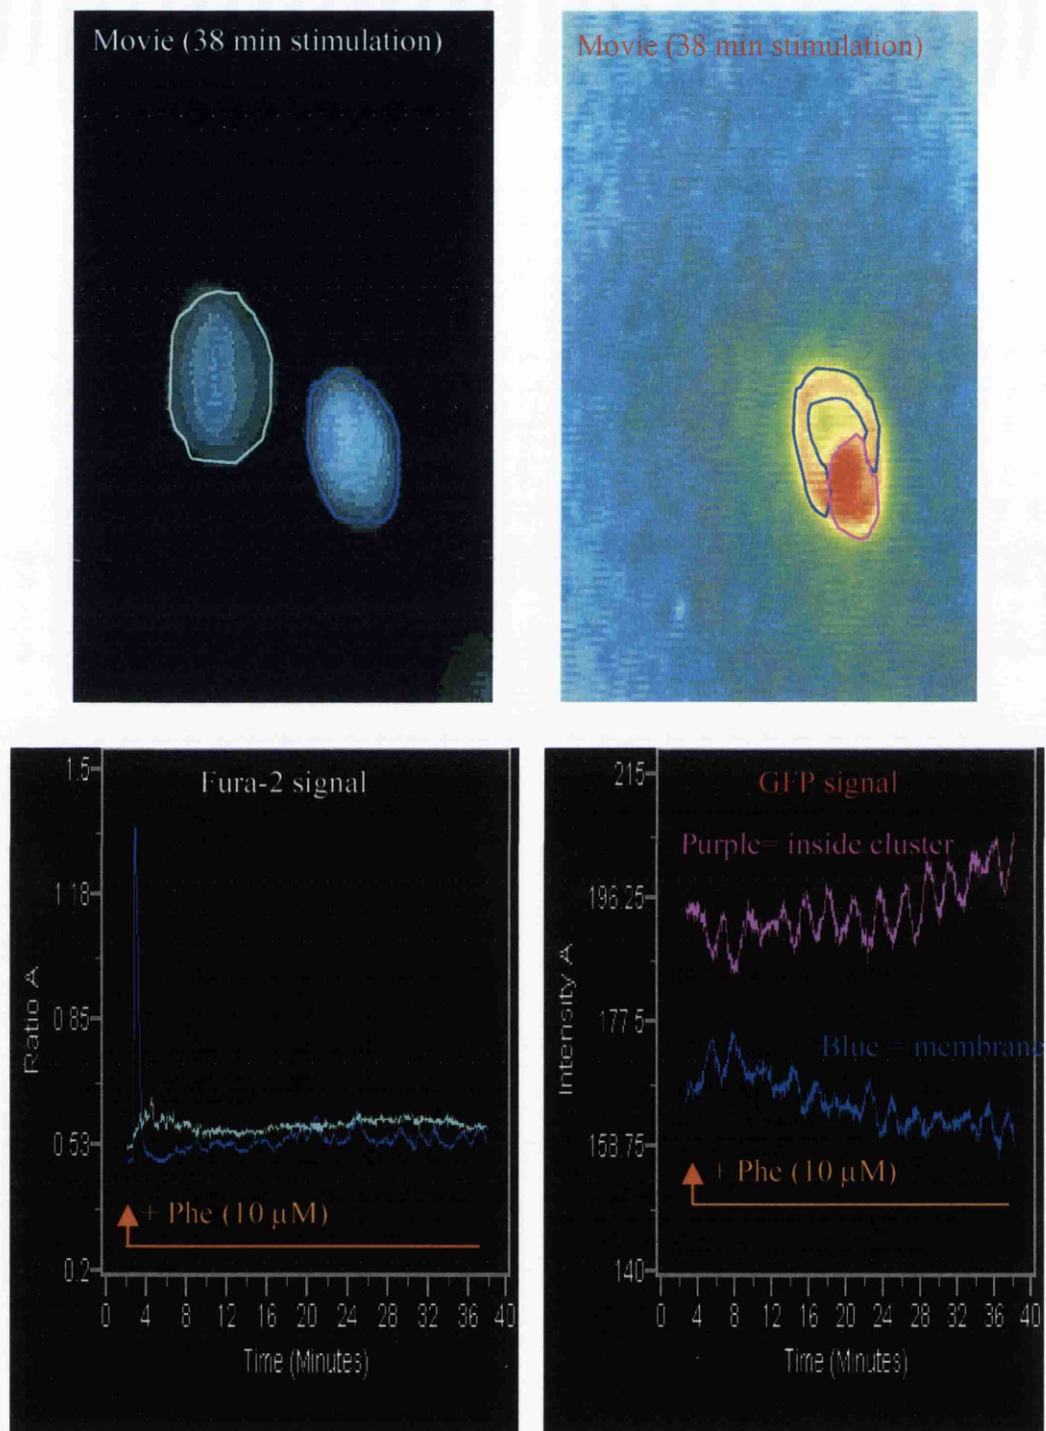 Movie (38 min stimulation)
Movie (38 min stimulation)
Fura-2 signal
1.5
1.18
0.85
0.53
0.2
Ratio A
+ Phe (10 μM)
0 4 8 12 16 20 24 28 32 36 40
Time (Minutes)
GFP signal
Purple= inside cluster
Blue = membrane
215
196.25
177.5
158.75
140
Intensity A
+ Phe (10 μM)
0 4 8 12 16 20 24 28 32 36 40
Time (Minutes)